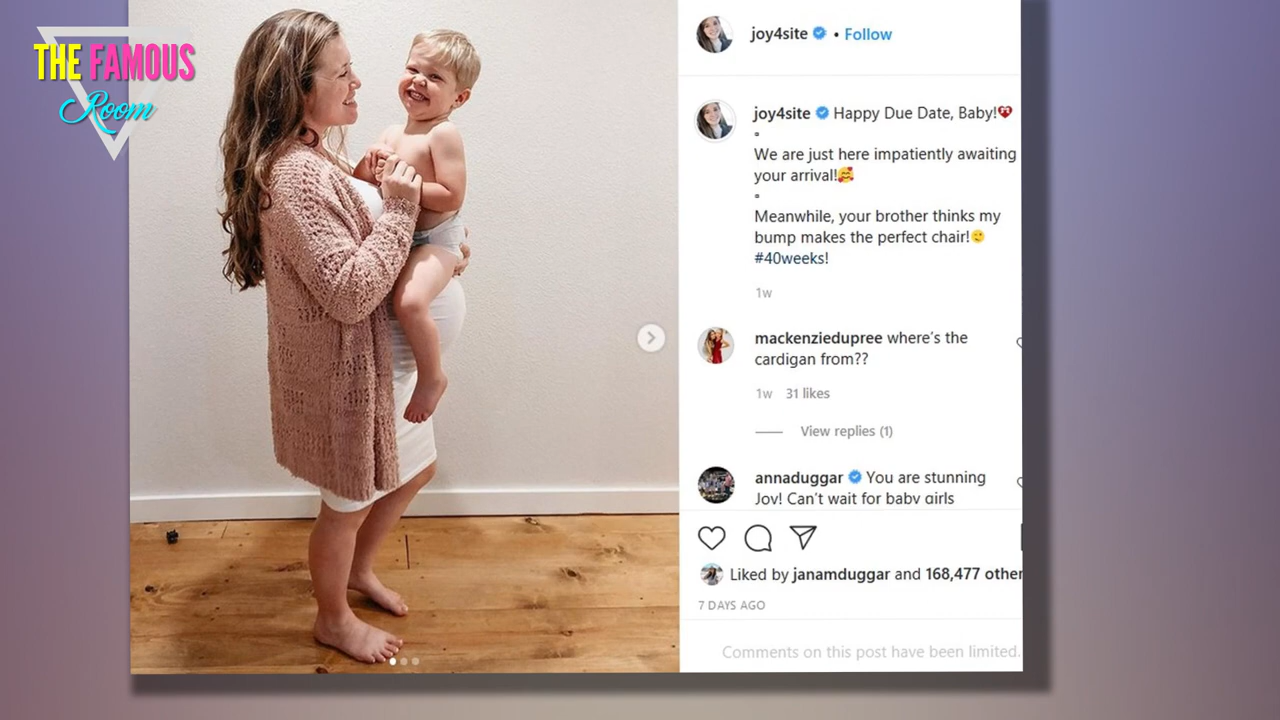 THE FAMOUS
Room
joy4site • Follow
joy4site Happy Due Date, Baby!
We are just here impatiently awaiting
your arrival!
Meanwhile, your brother thinks my
bump makes the perfect chair!
#40weeks!
1w
mackenziedupree where's the
cardigan from??
1w 31 likes
View replies (1)
annaduggar You are stunning
Joy! Can't wait for baby girls
Liked by janamduggar and 168,477 other
7 DAYS AGO
Comments on this post have been limited.